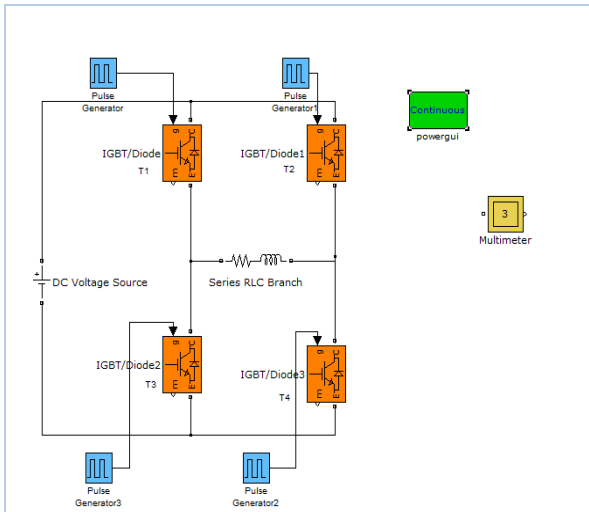 Pulse
Generator
Pulse
Generator1
Continuous
powergui
g
C
m
E
IGBT/Diode
T1
g
C
m
E
IGBT/Diode1
T2
3
Multimeter
+
DC Voltage Source
Series RLC Branch
g
C
m
E
IGBT/Diode2
T3
g
C
m
E
IGBT/Diode3
T4
Pulse
Generator3
Pulse
Generator2